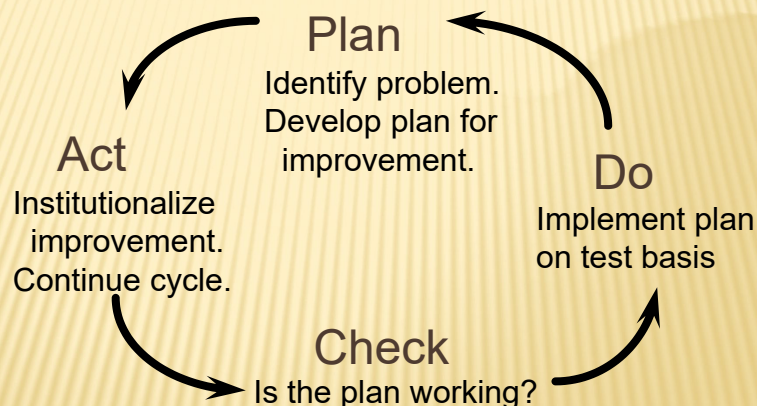 Plan
Identify problem.
Develop plan for
improvement.
Act
Institutionalize
improvement.
Continue cycle.
Do
Implement plan
on test basis
Check
Is the plan working?